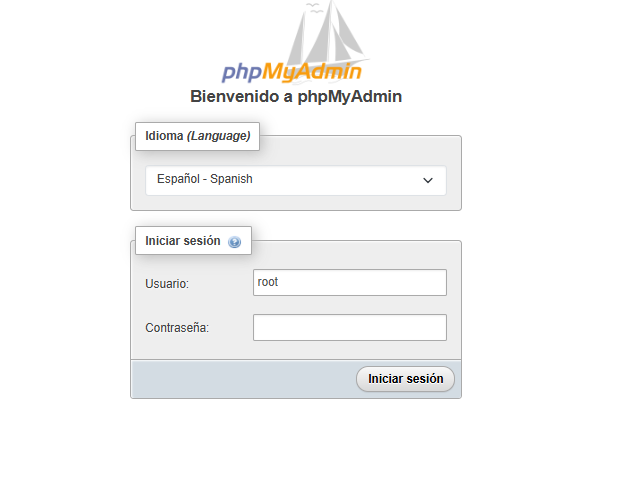 phpMyAdmin
Bienvenido a phpMyAdmin
Idioma (Language)
Español - Spanish
Iniciar sesión
Usuario:
root
Contraseña:
Iniciar sesión